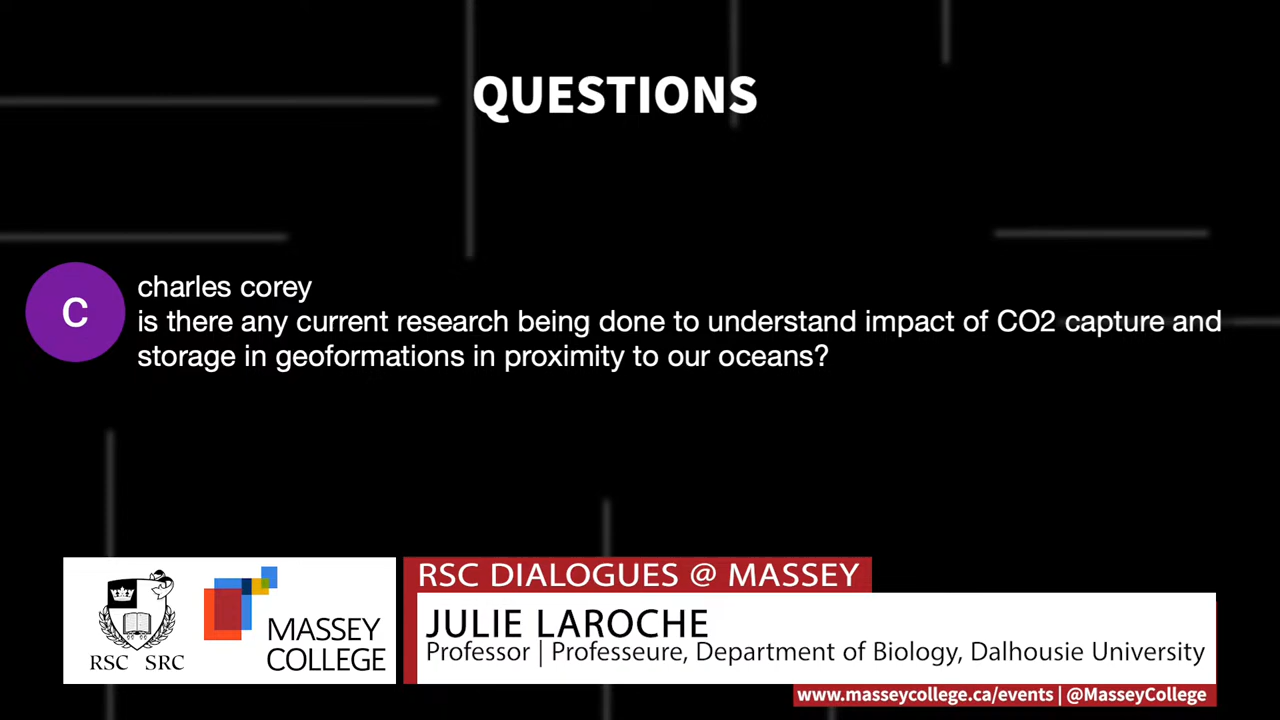 QUESTIONS
C
charles corey
is there any current research being done to understand impact of CO2 capture and
storage in geoformations in proximity to our oceans?
RSC SRC
MASSEY
COLLEGE
RSC DIALOGUES @ MASSEY
JULIE LAROCHE
Professor | Professeure, Department of Biology, Dalhousie University
www.masseycollege.ca/events | @MasseyCollege